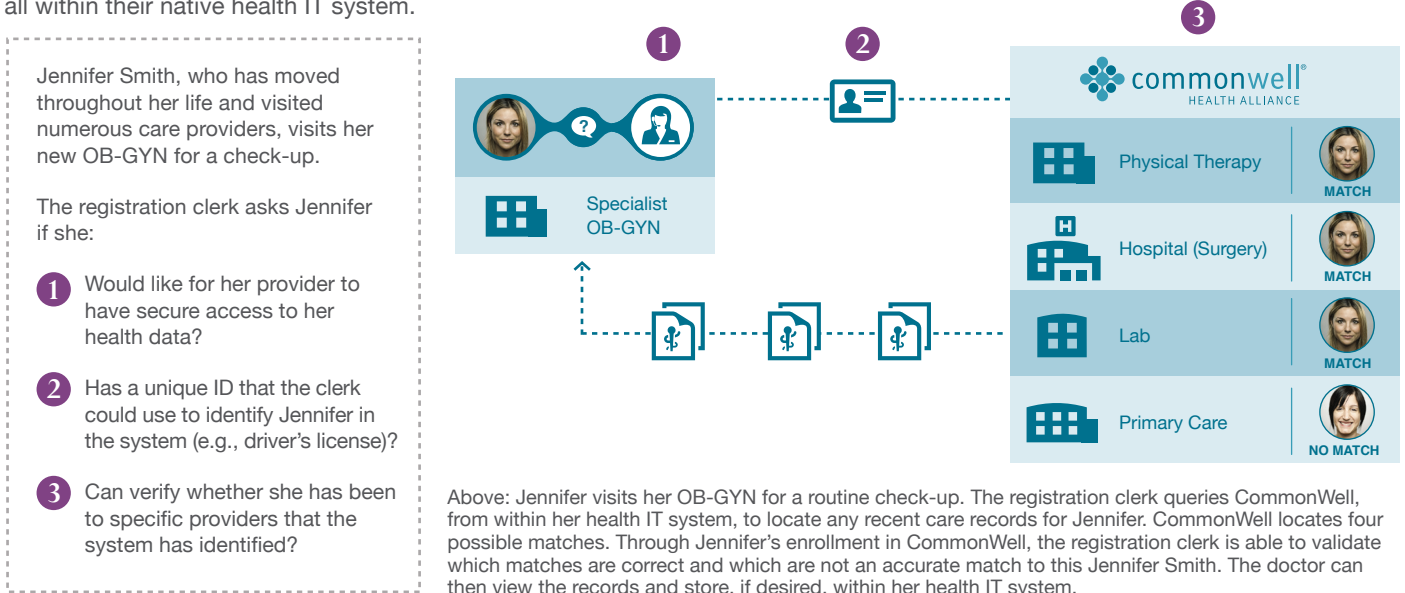 all within their native health IT system.
Jennifer Smith, who has moved
throughout her life and visited
numerous care providers, visits her
new OB-GYN for a check-up.
The registration clerk asks Jennifer
if she:
1 Would like for her provider to
have secure access to her
health data?
2 Has a unique ID that the clerk
could use to identify Jennifer in
the system (e.g., driver's license)?
3 Can verify whether she has been
to specific providers that the
system has identified?
1
2
3
?
Specialist
OB-GYN
commonwell®
HEALTH ALLIANCE
Physical Therapy
MATCH
H
Hospital (Surgery)
MATCH
Lab
MATCH
Primary Care
NO MATCH
Above: Jennifer visits her OB-GYN for a routine check-up. The registration clerk queries CommonWell,
from within her health IT system, to locate any recent care records for Jennifer. CommonWell locates four
possible matches. Through Jennifer's enrollment in CommonWell, the registration clerk is able to validate
which matches are correct and which are not an accurate match to this Jennifer Smith. The doctor can
then view the records and store, if desired, within her health IT system.